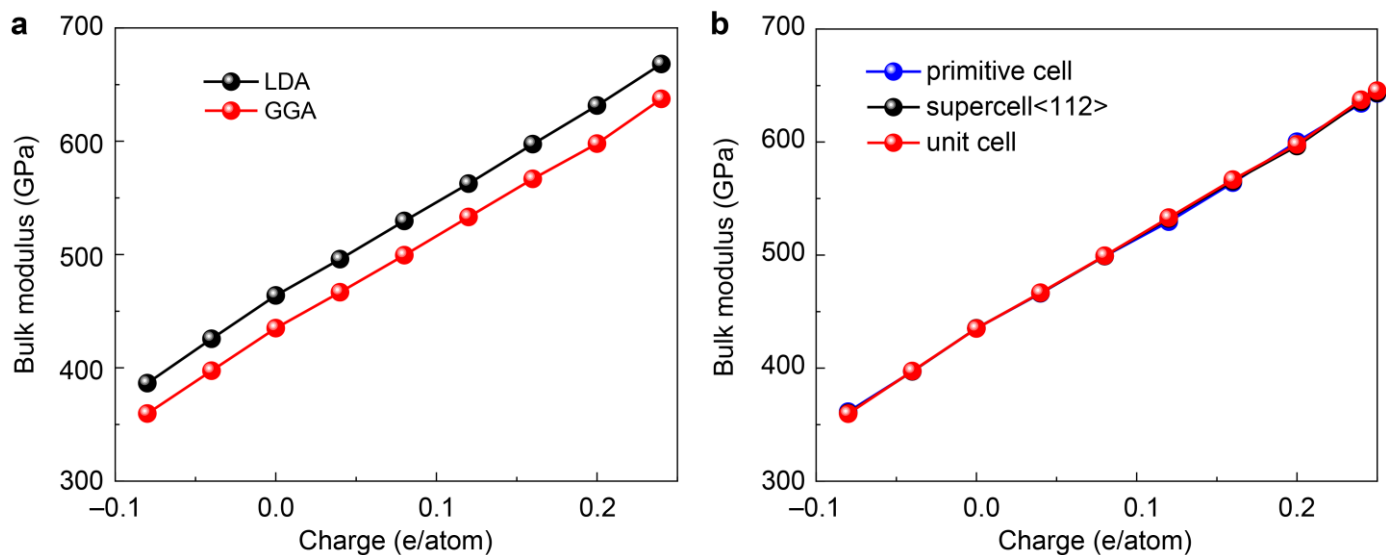 a
700
600
500
400
300
Bulk modulus (GPa)
LDA
GGA
–0.1
0.0
0.1
0.2
Charge (e/atom)
b
700
600
500
400
300
Bulk modulus (GPa)
primitive cell
supercell<112>
unit cell
–0.1
0.0
0.1
0.2
Charge (e/atom)